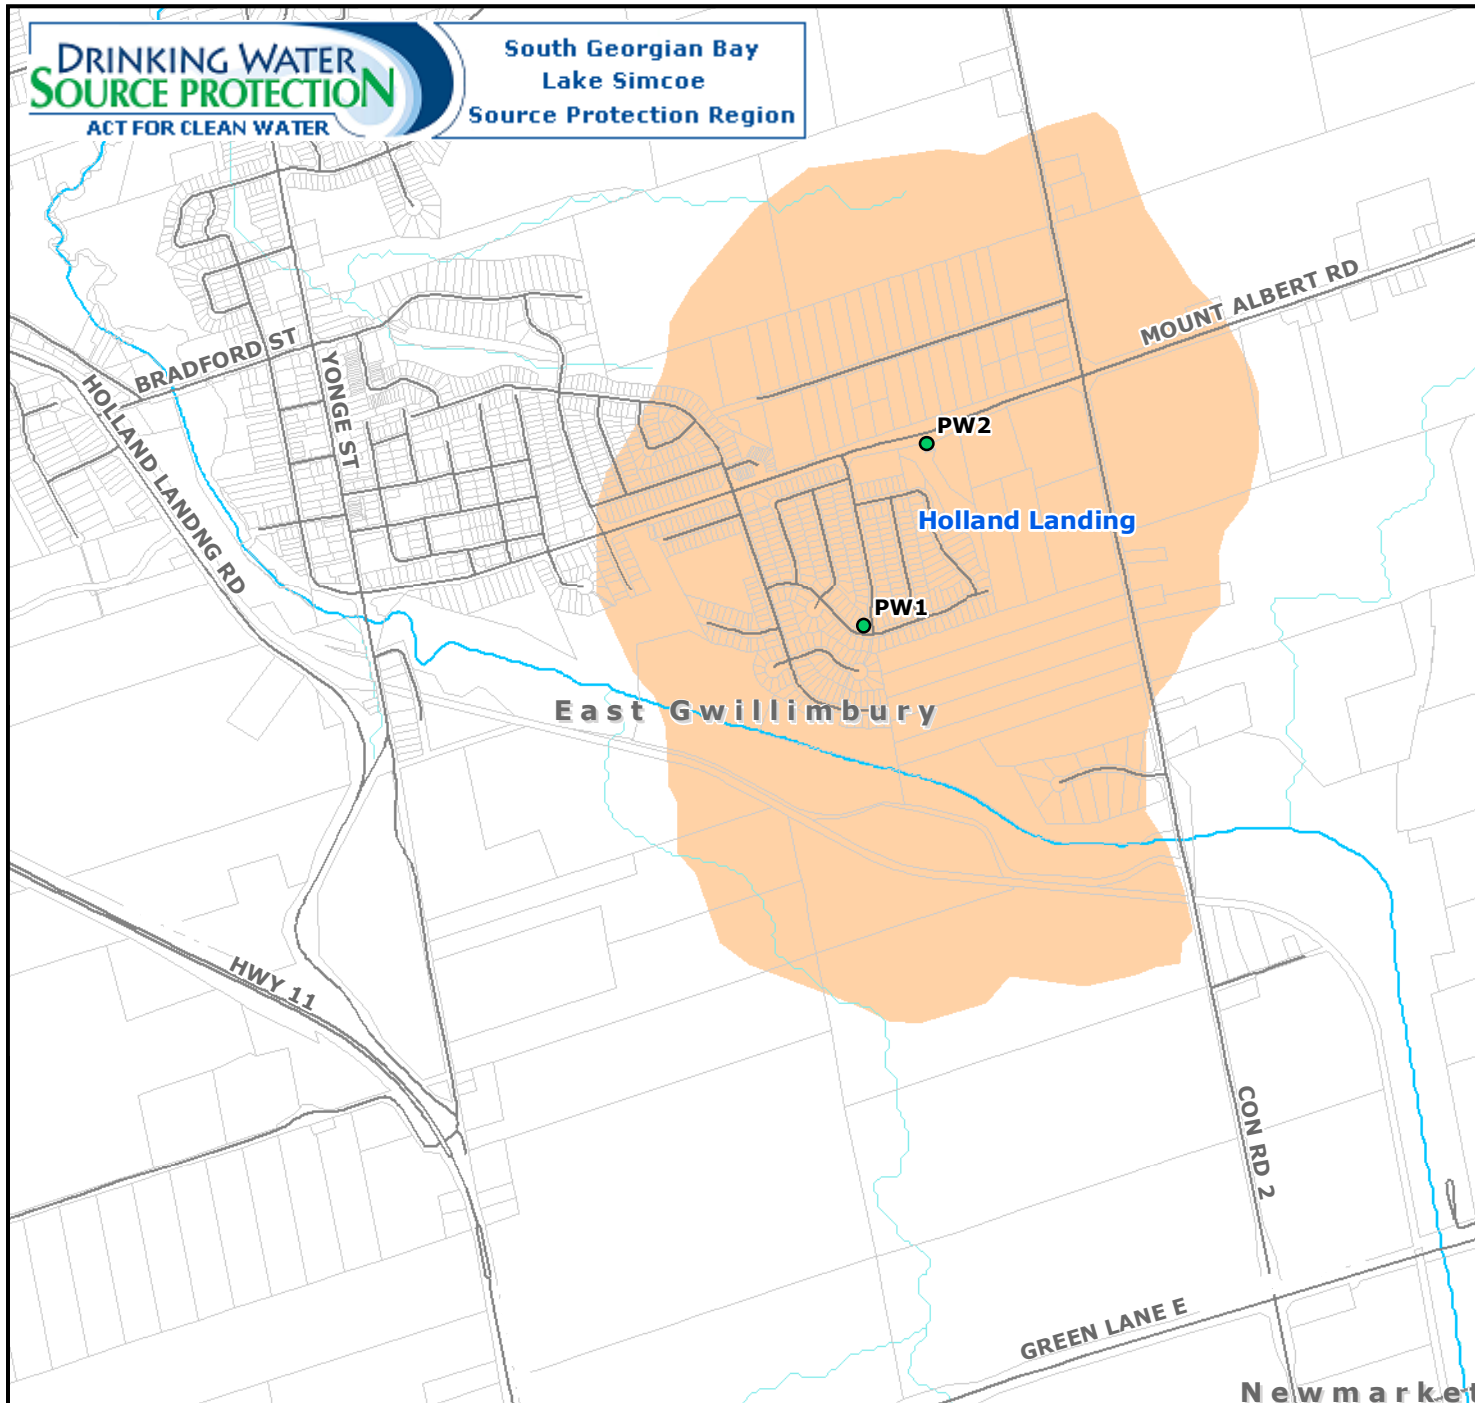 DRINKING WATER
SOURCE PROTECTION
ACT FOR CLEAN WATER
South Georgian Bay
Lake Simcoe
Source Protection Region
MOUNT ALBERT RD
BRADFORD ST
YONGE ST
HOLLAND LANDNG RD
PW2
Holland Landing
PW1
East Gwillimbury
HWY 11
CON RD 2
GREEN LANE E
Newmarket